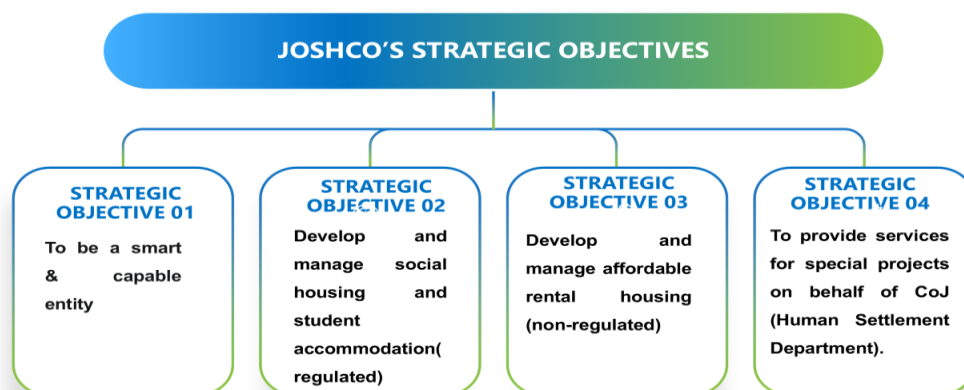 JOSHCO’S STRATEGIC OBJECTIVES
STRATEGIC
OBJECTIVE 01
To be a smart
& capable
entity
STRATEGIC
OBJECTIVE 02
Develop and
manage social
housing and
student
accommodation(
regulated)
STRATEGIC
OBJECTIVE 03
Develop and
manage affordable
rental housing
(non-regulated)
STRATEGIC
OBJECTIVE 04
To provide services
for special projects
on behalf of CoJ
(Human Settlement
Department).